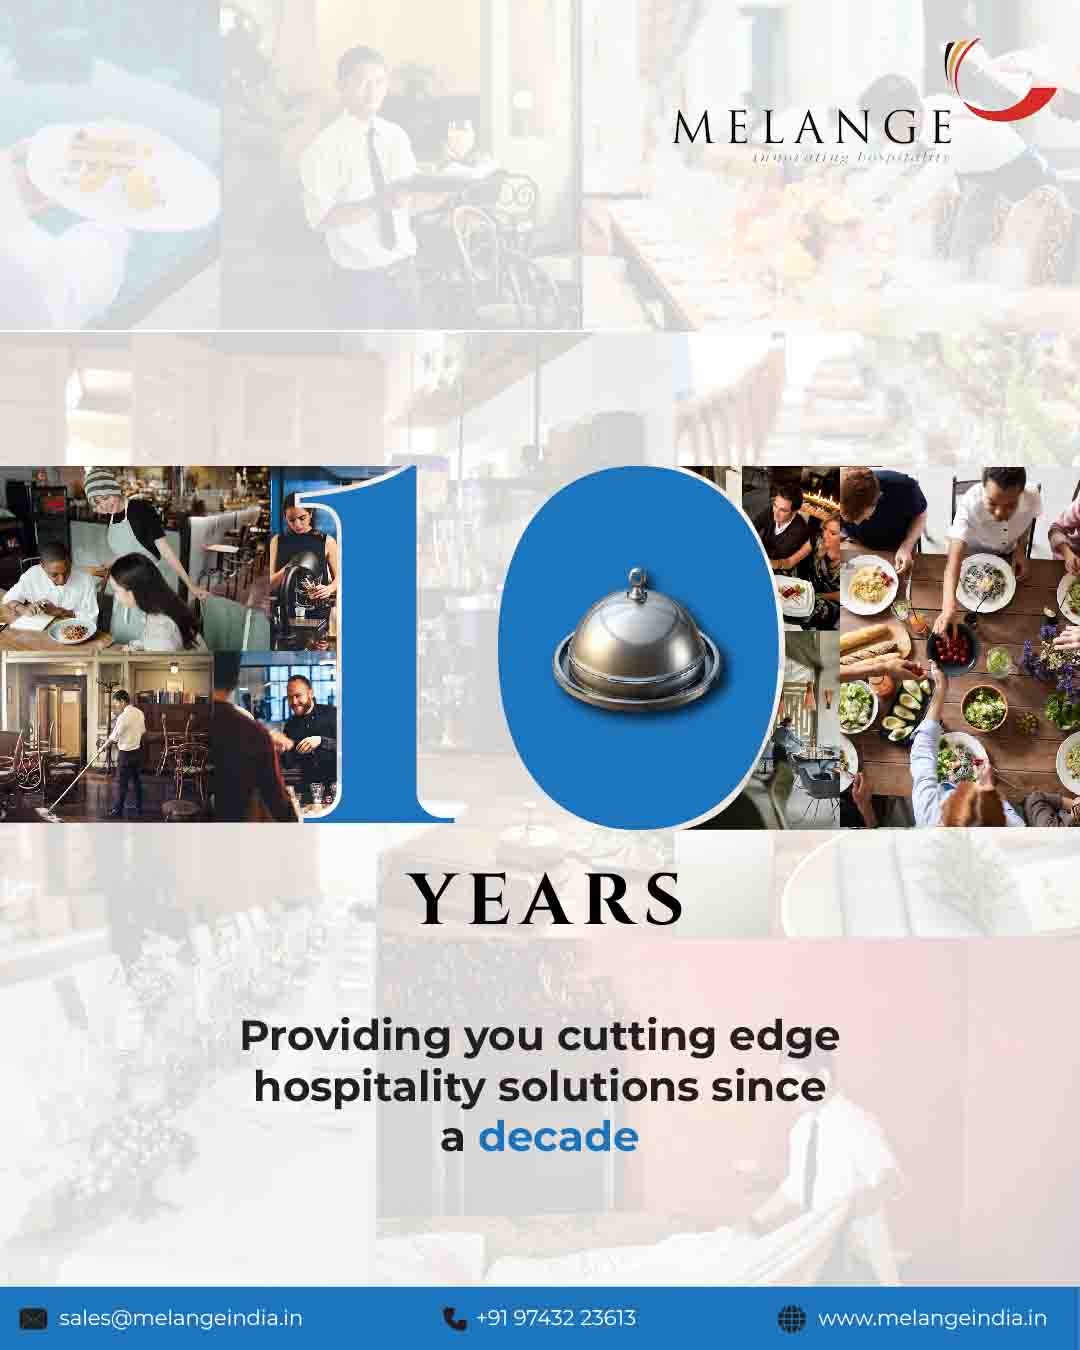 MELANGE
innovating hospitality
10
YEARS
Providing you cutting edge
hospitality solutions since
a decade
sales@melangeindia.in
+91 97432 23613
www.melangeindia.in